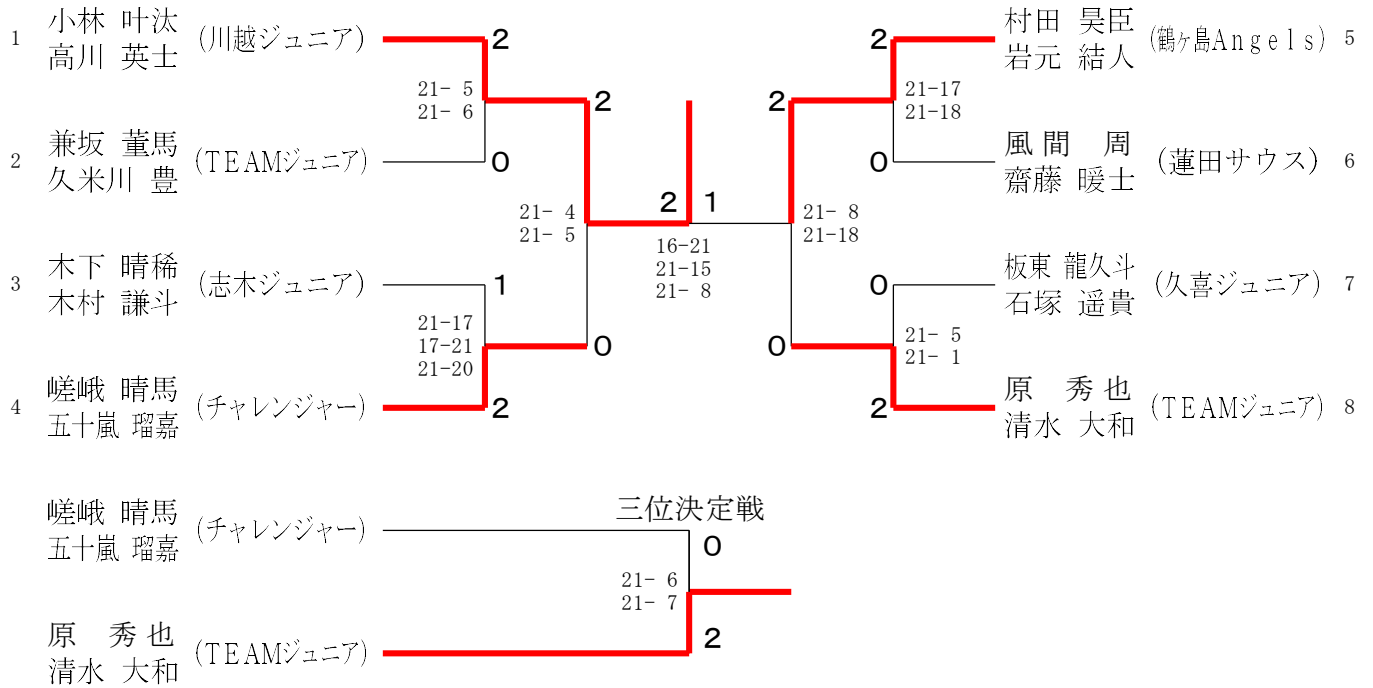 1 小林 叶汰 (川越ジュニア) 2
高川 英士
21- 5
21- 6
2 兼坂 菫馬 (TEAMジュニア) 0
久米川 豊
2
21- 4
21- 5
3 木下 晴稀 (志木ジュニア) 1
木村 謙斗
21-17
17-21
21-20
0
4 嵯峨 晴馬 (チャレンジャー) 2
五十嵐 瑠嘉
2 1
16-21
21-15
21- 8
2 村田 昊臣 (鶴ヶ島Angels) 5
岩元 結人
21-17
21-18
0 風間 周 (蓮田サウス) 6
齋藤 暖士
2
21- 8
21-18
0 板東 龍久斗 (久喜ジュニア) 7
石塚 遥貴
21- 5
21- 1
0
2 原 秀也 (TEAMジュニア) 8
清水 大和
三位決定戦
嵯峨 晴馬 (チャレンジャー) 0
五十嵐 瑠嘉
21- 6
21- 7
原 秀也 (TEAMジュニア) 2
清水 大和